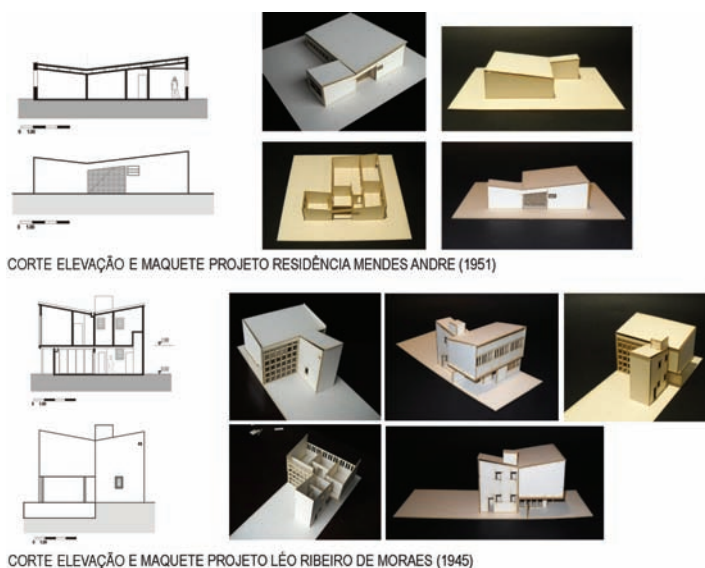 CORTE ELEVAÇÃO E MAQUETE PROJETO RESIDÊNCIA MENDES ANDRE (1951)
CORTE ELEVAÇÃO E MAQUETE PROJETO LÉO RIBEIRO DE MORAES (1945)